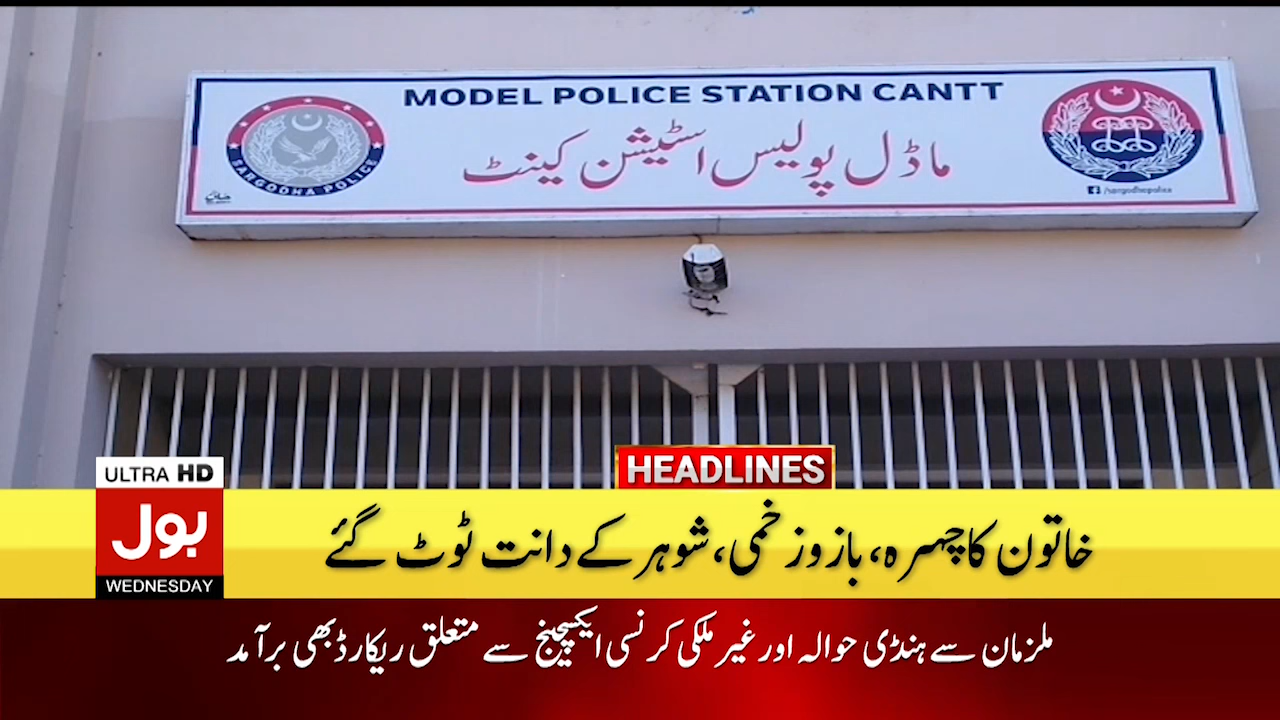 MODEL POLICE STATION CANTT
ماڈل پولیس اسٹیشن کینٹ
SARGODHA POLICE
/sargodhapolice
HEADLINES
ULTRA HD
بول
WEDNESDAY
خاتون کا چہرہ، بازو زخمی، شوہر کے دانت ٹوٹ گئے
ملزمان سے ہنڈی حوالہ اور غیر ملکی کرنسی ایکسچینج سے متعلق ریکارڈ بھی برآمد